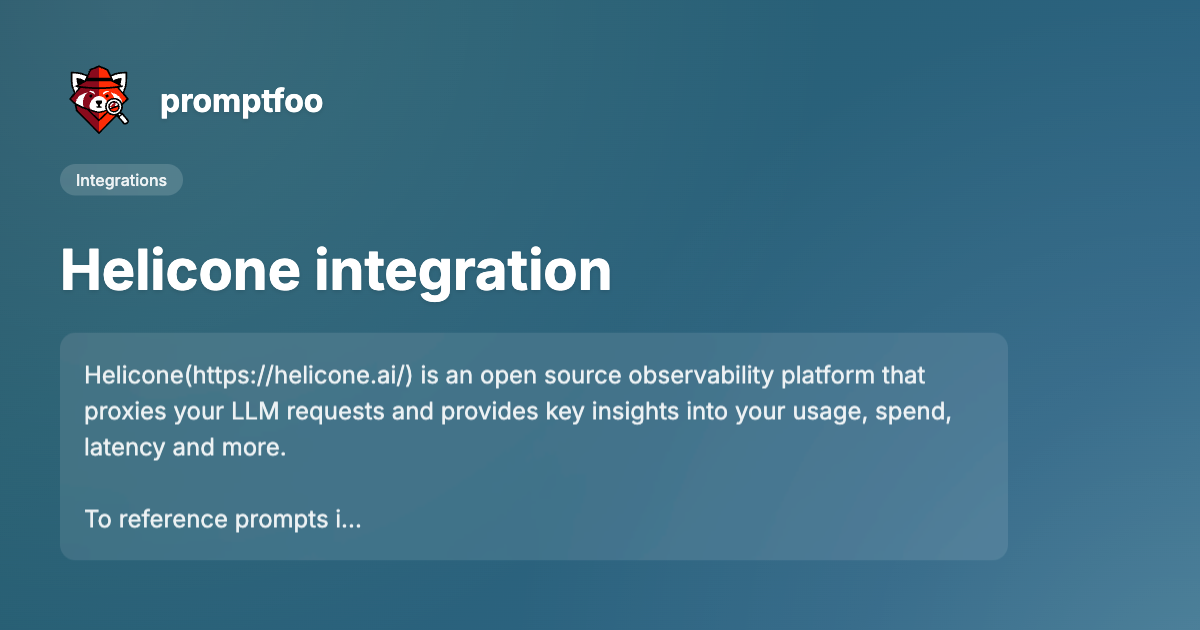 promptfoo
Integrations
Helicone integration
Helicone(https://helicone.ai/) is an open source observability platform that
proxies your LLM requests and provides key insights into your usage, spend,
latency and more.
To reference prompts i...